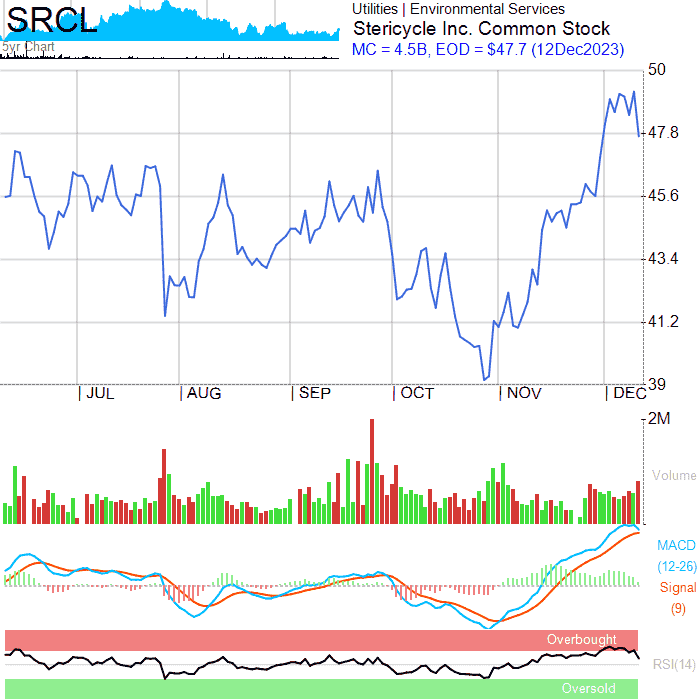 SRCL
5yr Chart
Utilities | Environmental Services
Stericycle Inc. Common Stock
MC = 4.5B, EOD = $47.7 (12Dec2023)
50
47.8
45.6
43.4
41.2
39
| JUL | AUG | SEP | OCT | NOV | DEC
2M
Volume
MACD
(12-26)
Signal
(9)
Overbought
RSI(14)
Oversold